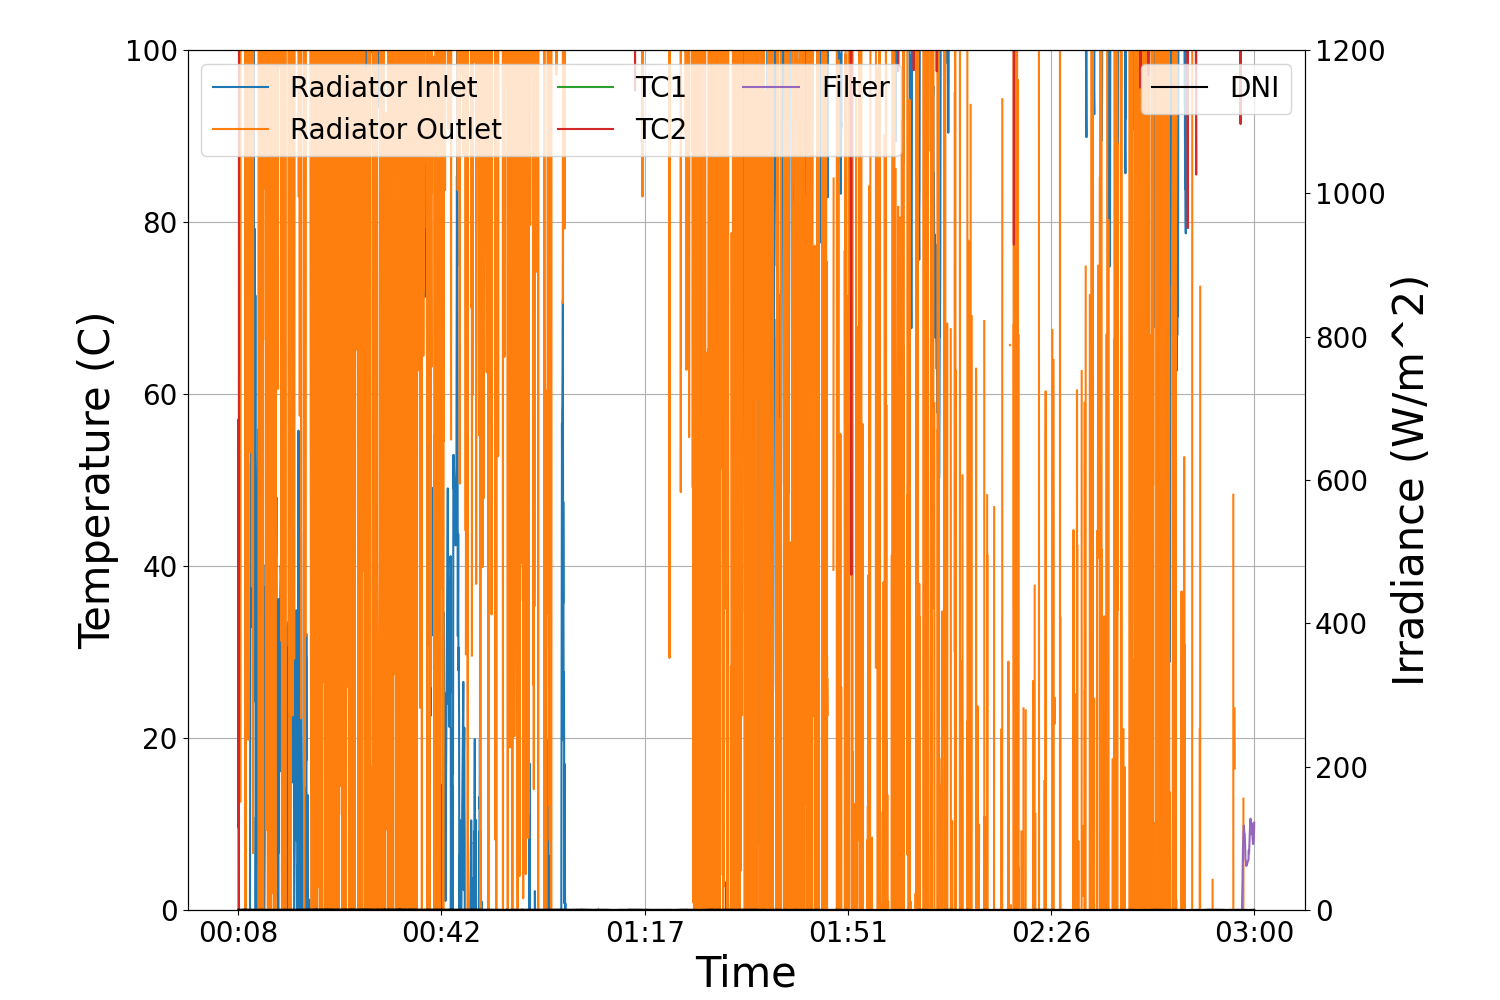 Radiator Inlet
Radiator Outlet
TC1
TC2
Filter
DNI
100
80
60
40
20
0
Temperature (C)
1200
1000
800
600
400
200
0
Irradiance (W/m^2)
00:08 00:42 01:17 01:51 02:26 03:00
Time